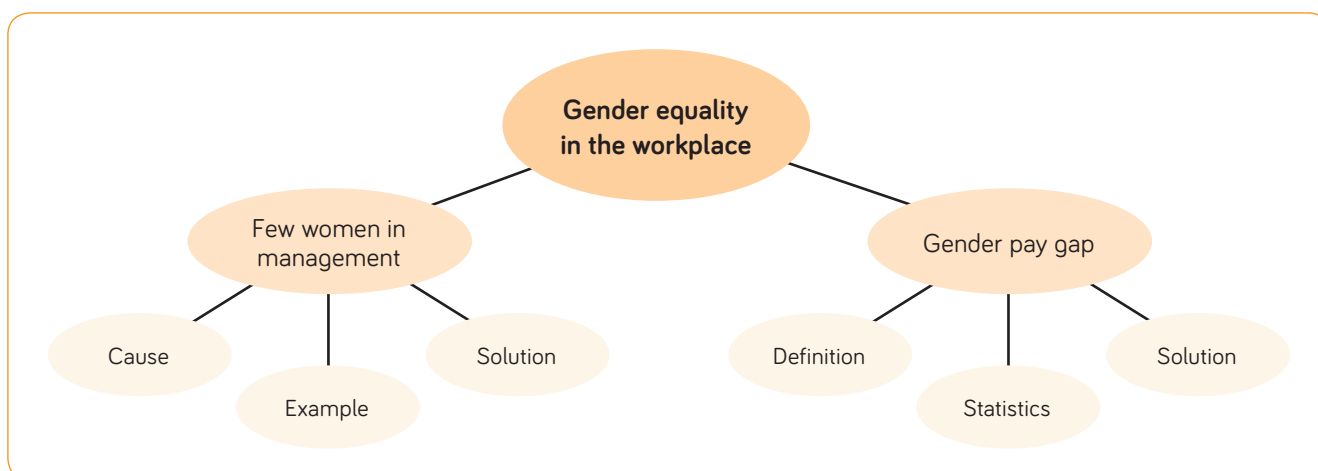 Gender equality
in the workplace
Few women in
management
Gender pay gap
Cause
Example
Solution
Definition
Statistics
Solution